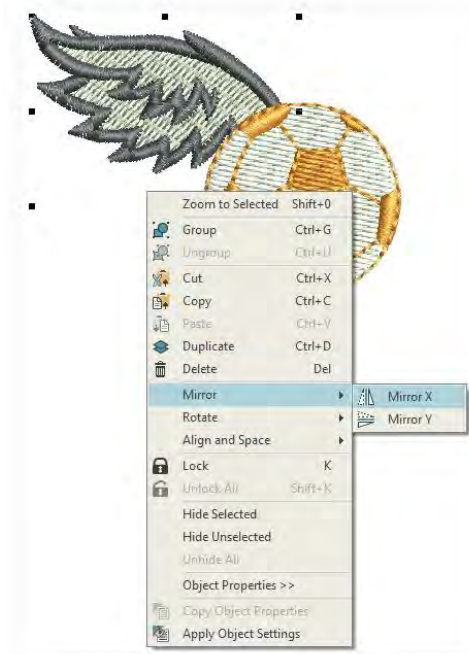 Zoom to Selected Shift+0
Group Ctrl+G
Ungroup Ctrl+U
Cut Ctrl+X
Copy Ctrl+C
Paste Ctrl+V
Duplicate Ctrl+D
Delete Del
Mirror Mirror X
Rotate Mirror Y
Align and Space
Lock K
Unlock All Shift+K
Hide Selected
Hide Unselected
Unhide All
Object Properties >>
Copy Object Properties
Apply Object Settings